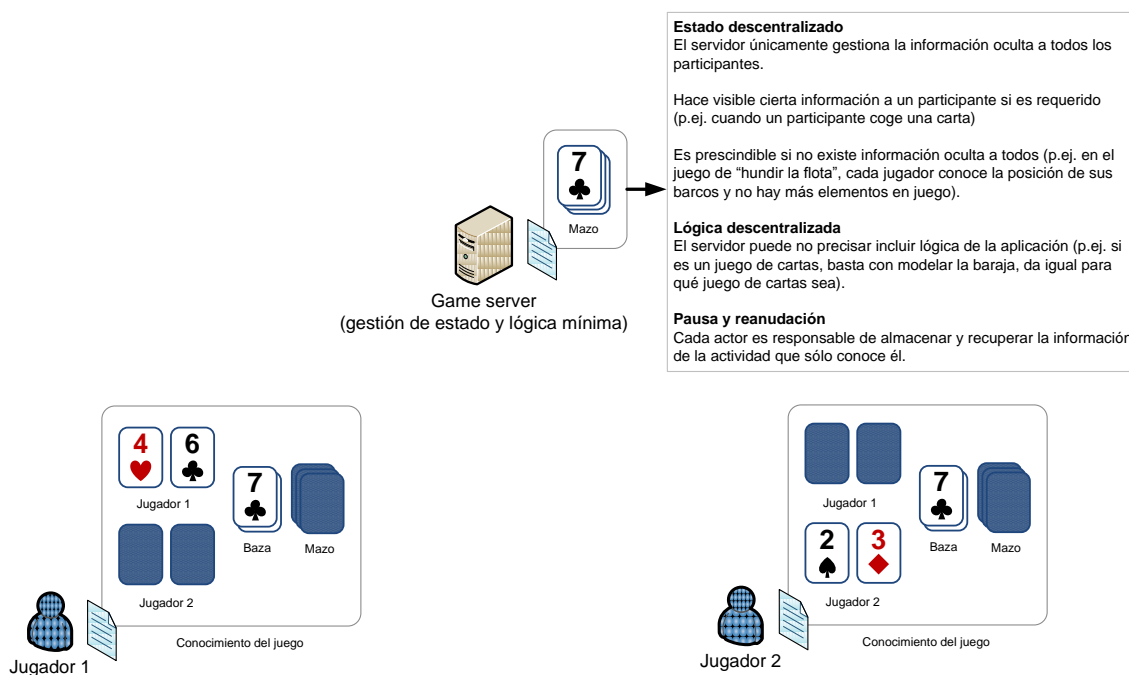 Estado descentralizado
El servidor únicamente gestiona la información oculta a todos los
participantes.
Hace visible cierta información a un participante si es requerido
(p.ej. cuando un participante coge una carta)
Es prescindible si no existe información oculta a todos (p.ej. en el
juego de “hundir la flota”, cada jugador conoce la posición de sus
barcos y no hay más elementos en juego).
Lógica descentralizada
El servidor puede no precisar incluir lógica de la aplicación (p.ej. si
es un juego de cartas, basta con modelar la baraja, da igual para
qué juego de cartas sea).
Pausa y reanudación
Cada actor es responsable de almacenar y recuperar la información
de la actividad que sólo conoce él.
7
Mazo
Game server
(gestión de estado y lógica mínima)
4
6
Jugador 1
7
Baza
Mazo
Jugador 2
Conocimiento del juego
Jugador 1
Jugador 1
7
Baza
Mazo
2
3
Jugador 2
Conocimiento del juego
Jugador 2